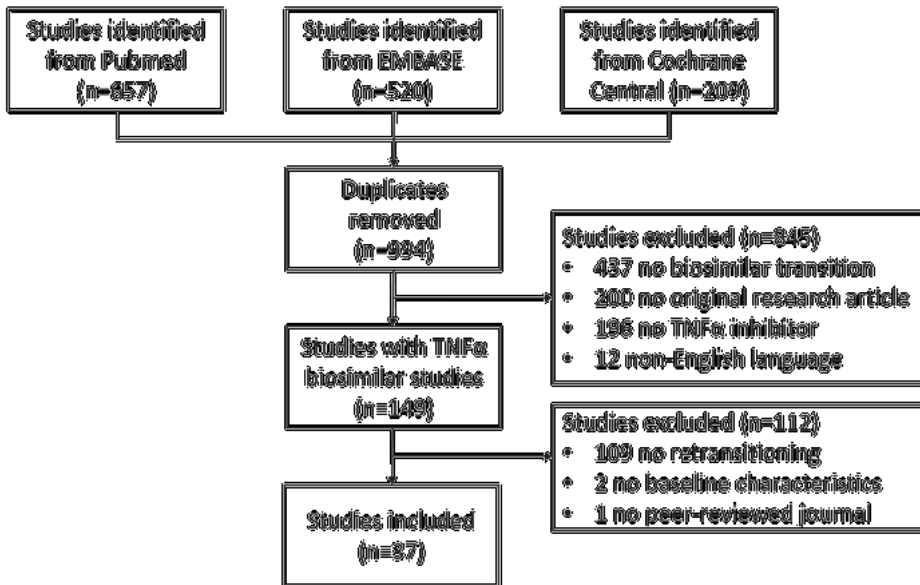 Studies identified
from Pubmed
Studies identified
from EMBASE
(n=520)
Studies identified
from Cochrane
Central (n=209)
Duplicates
removed
(n=994)
Studies excluded (n=845)
• 437 no biosimilar transition
• 200 no original research article
• 196 no TNFα inhibitor
• 12 non-English language
Studies with TNFα
biosimilar studies
(n=149)
Studies excluded (n=112)
• 109 no retransitioning
• 2 no baseline characteristics
• 1 no peer-reviewed journal
Studies included
(n=37)